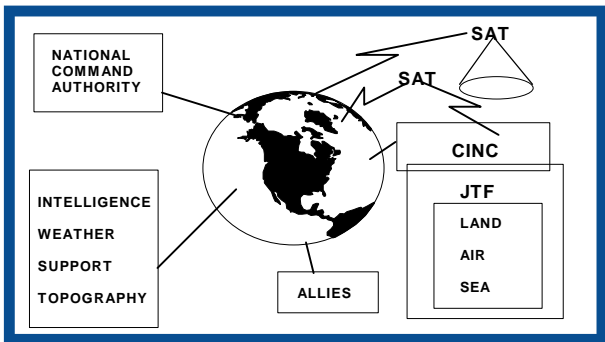 NATIONAL
COMMAND
AUTHORITY
SAT
SAT
CINC
JTF
LAND
AIR
SEA
INTELLIGENCE
WEATHER
SUPPORT
TOPOGRAPHY
ALLIES